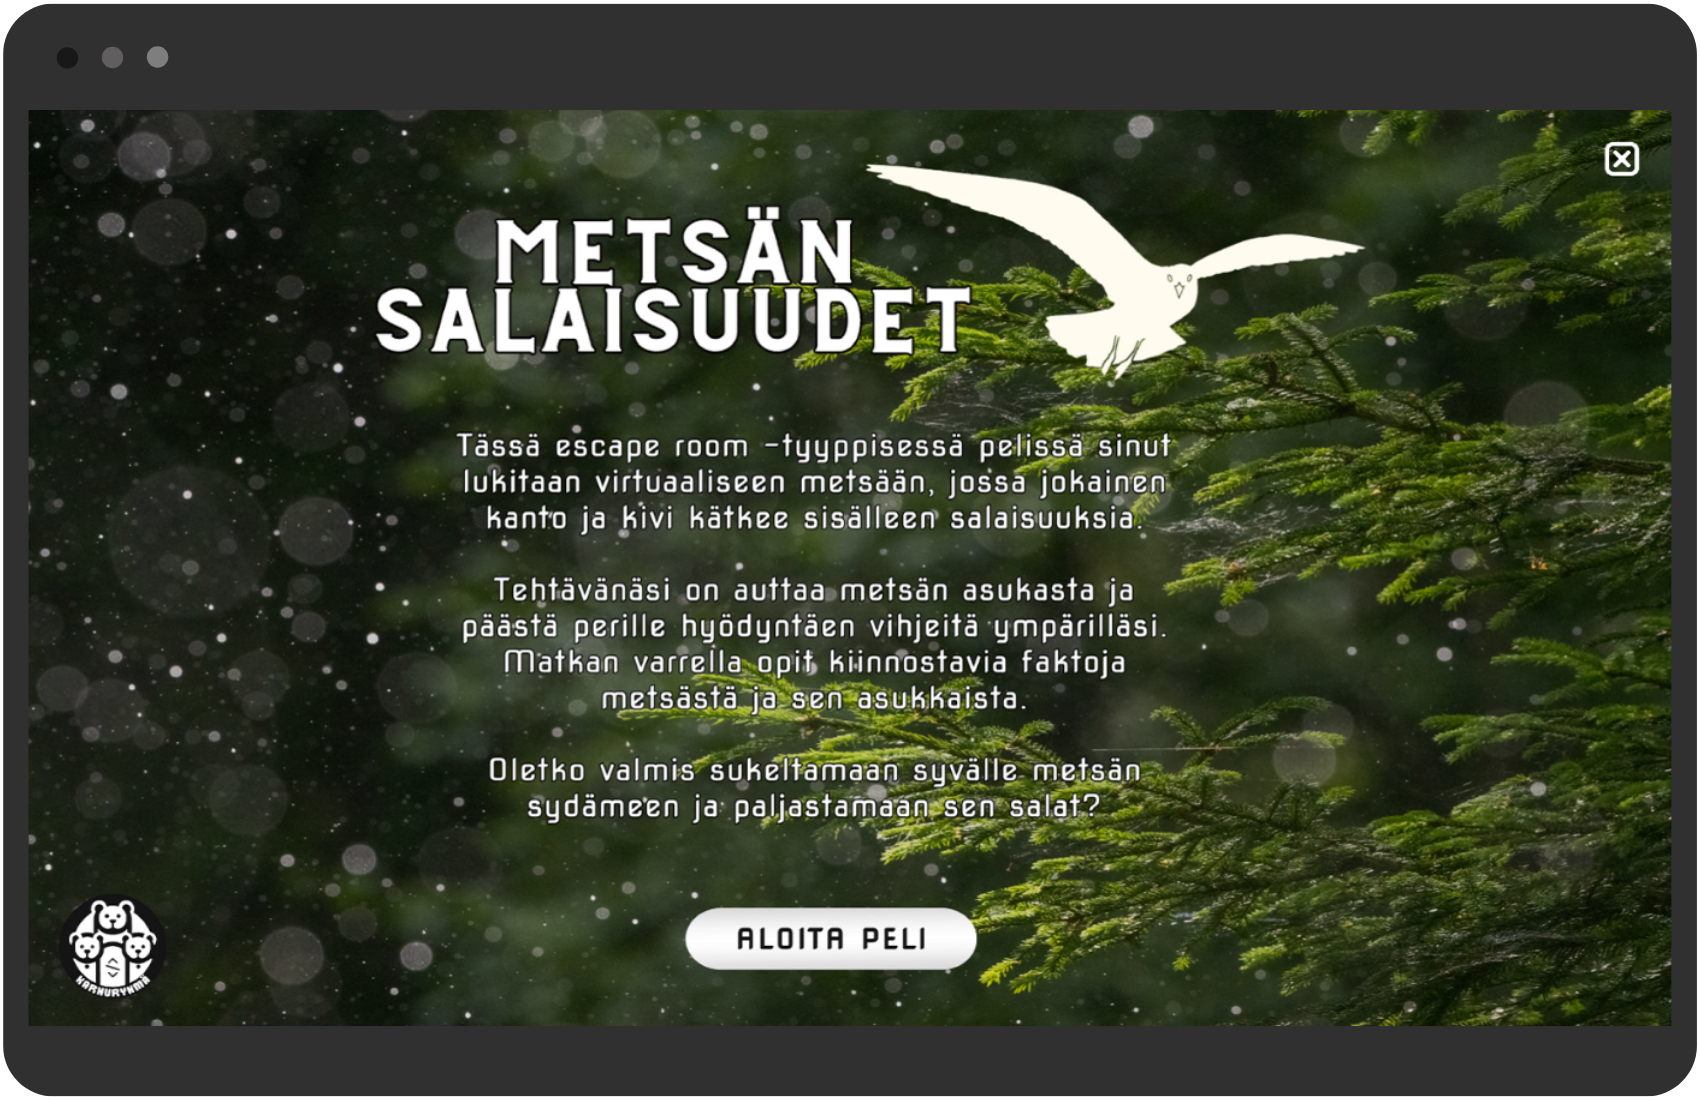 METSÄN
SALAISUUDET
Tässä escape room -tyyppisessä pelissä sinut
lukitaan virtuaaliseen metsään, jossa jokainen
kanto ja kivi kätkee sisälleen salaisuuksia.
Tehtävänäsi on auttaa metsän asukasta ja
päästä perille hyödyntäen vihjeitä ympärilläsi.
Matkan varrella opit kiinnostavia faktoja
metsästä ja sen asukkaista.
Oletko valmis sukeltamaan syvälle metsän
sydämeen ja paljastamaan sen salat?
ALOITA PELI
KARHURYHMÄ